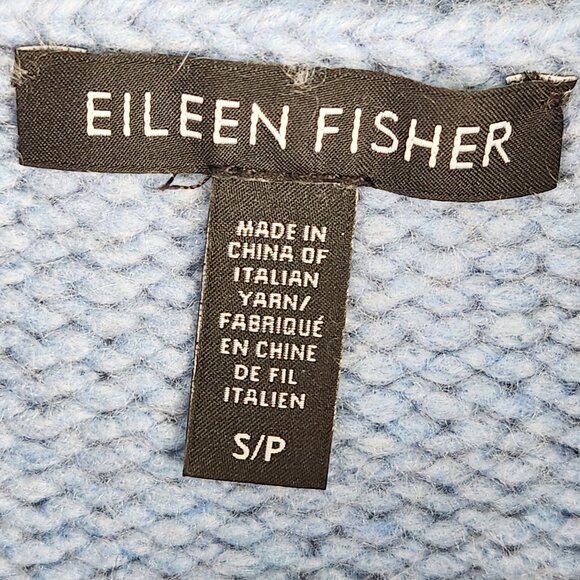 EILEEN FISHER
MADE IN
CHINA OF
ITALIAN
YARN/
FABRIQUÉ
EN CHINE
DE FIL
ITALIEN
S/P